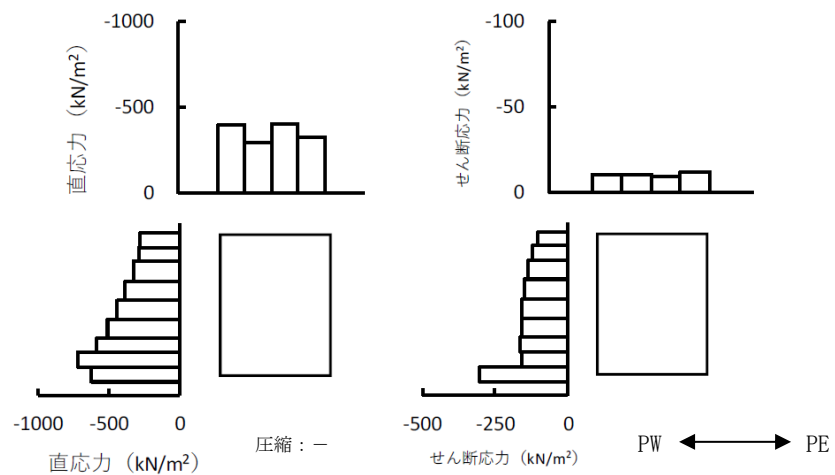 -1000
-500
0
直応力（kN/m²）
-100
-50
0
せん断応力（kN/m²）
-1000 -500 0
直応力（kN/m²）
圧縮：－
-500 -250 0
せん断応力（kN/m²）
PW PE